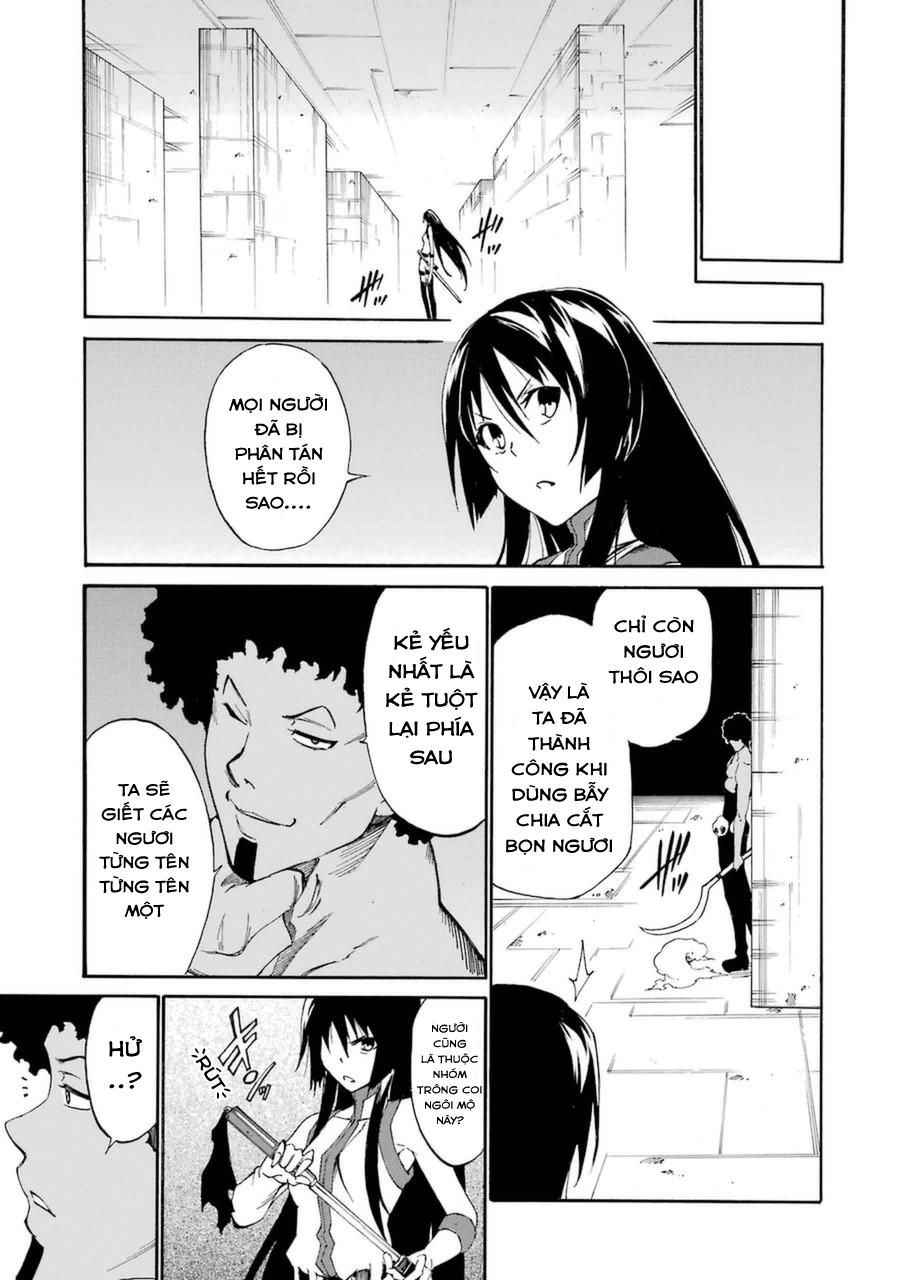 MỌI NGƯỜI
ĐÃ BỊ
PHÂN TÁN
HẾT RỒI
SAO....
CHỈ CÒN
NGƯƠI
THÔI SAO
VẬY LÀ
TA ĐÃ
THÀNH
CÔNG KHI
DÙNG BẪY
CHIA CẮT
BỌN NGƯƠI
KẺ YẾU
NHẤT LÀ
KẺ TUỘT
LẠI PHÍA
SAU
TA SẼ
GIẾT CÁC
NGƯƠI
TỪNG TÊN
TỪNG TÊN
MỘT
NGƯỜI
CŨNG
LÀ THUỘC
NHÓM
TRÔNG COI
NGÔI MỘ
NÀY?
RÚT
HỬ
..?